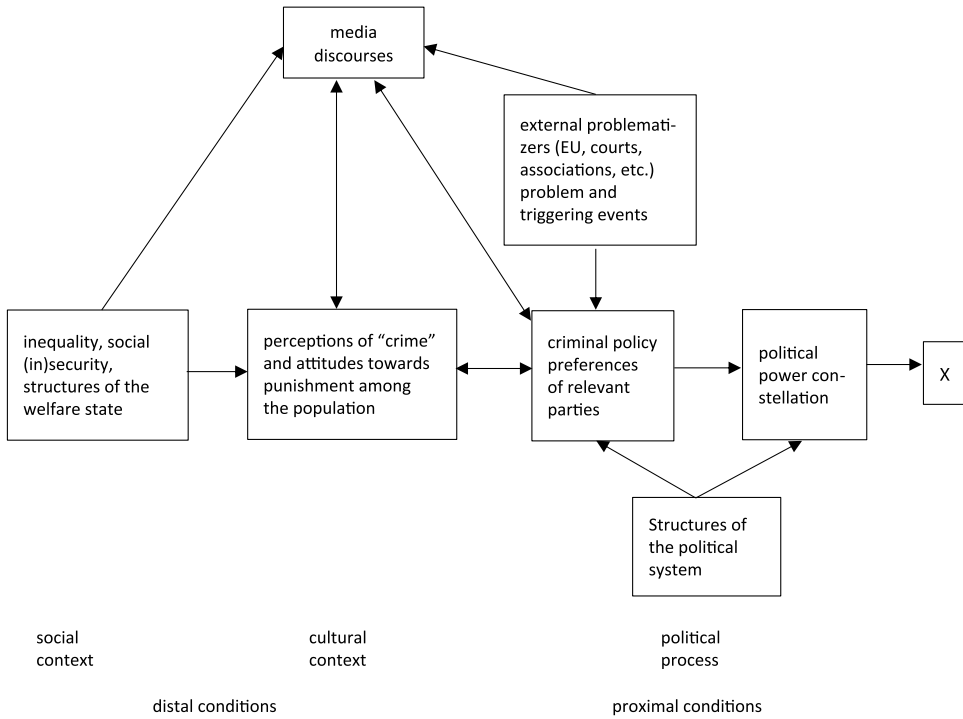 media
discourses
external problemati-
zers (EU, courts,
associations, etc.)
problem and
triggering events
inequality, social
(in)security,
structures of the
welfare state
perceptions of “crime”
and attitudes towards
punishment among
the population
criminal policy
preferences
of relevant
parties
political
power con-
stellation
X
Structures of
the political
system
social
context
cultural
context
political
process
distal conditions
proximal conditions